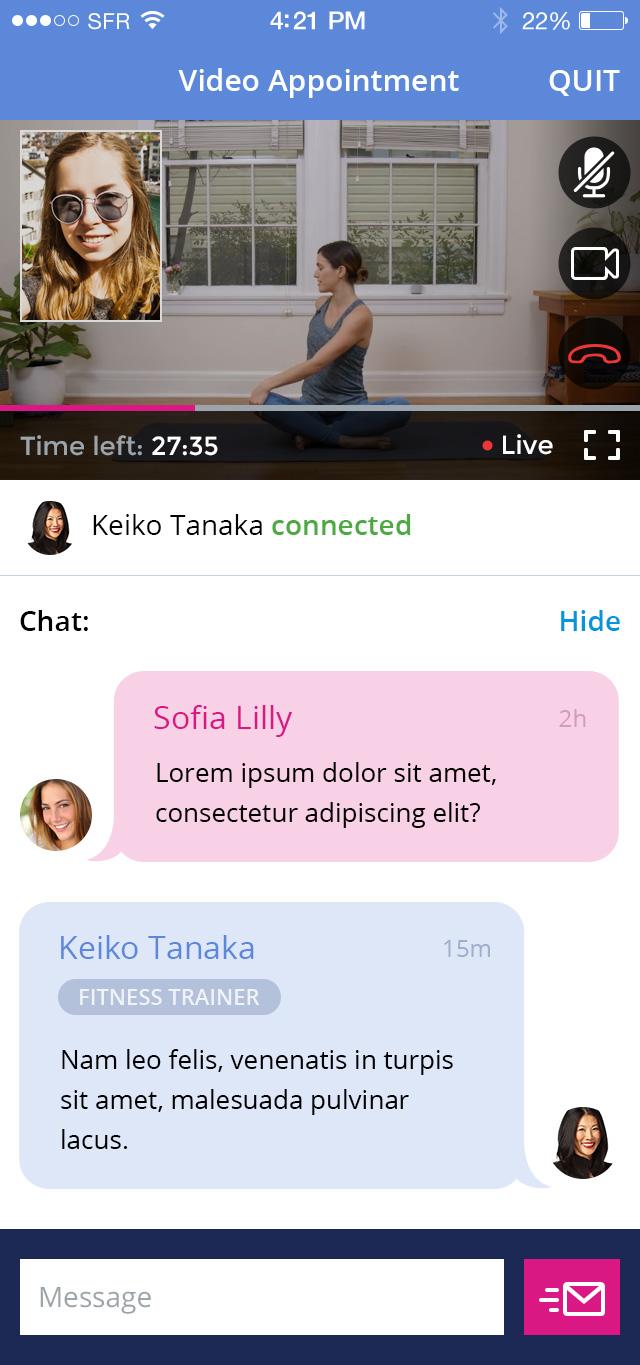 SFR 4:21 PM 22%
Video Appointment QUIT
Time left: 27:35 Live
Keiko Tanaka connected
Chat: Hide
Sofia Lilly 2h
Lorem ipsum dolor sit amet,
consectetur adipiscing elit?
Keiko Tanaka 15m
FITNESS TRAINER
Nam leo felis, venenatis in turpis
sit amet, malesuada pulvinar
lacus.
Message